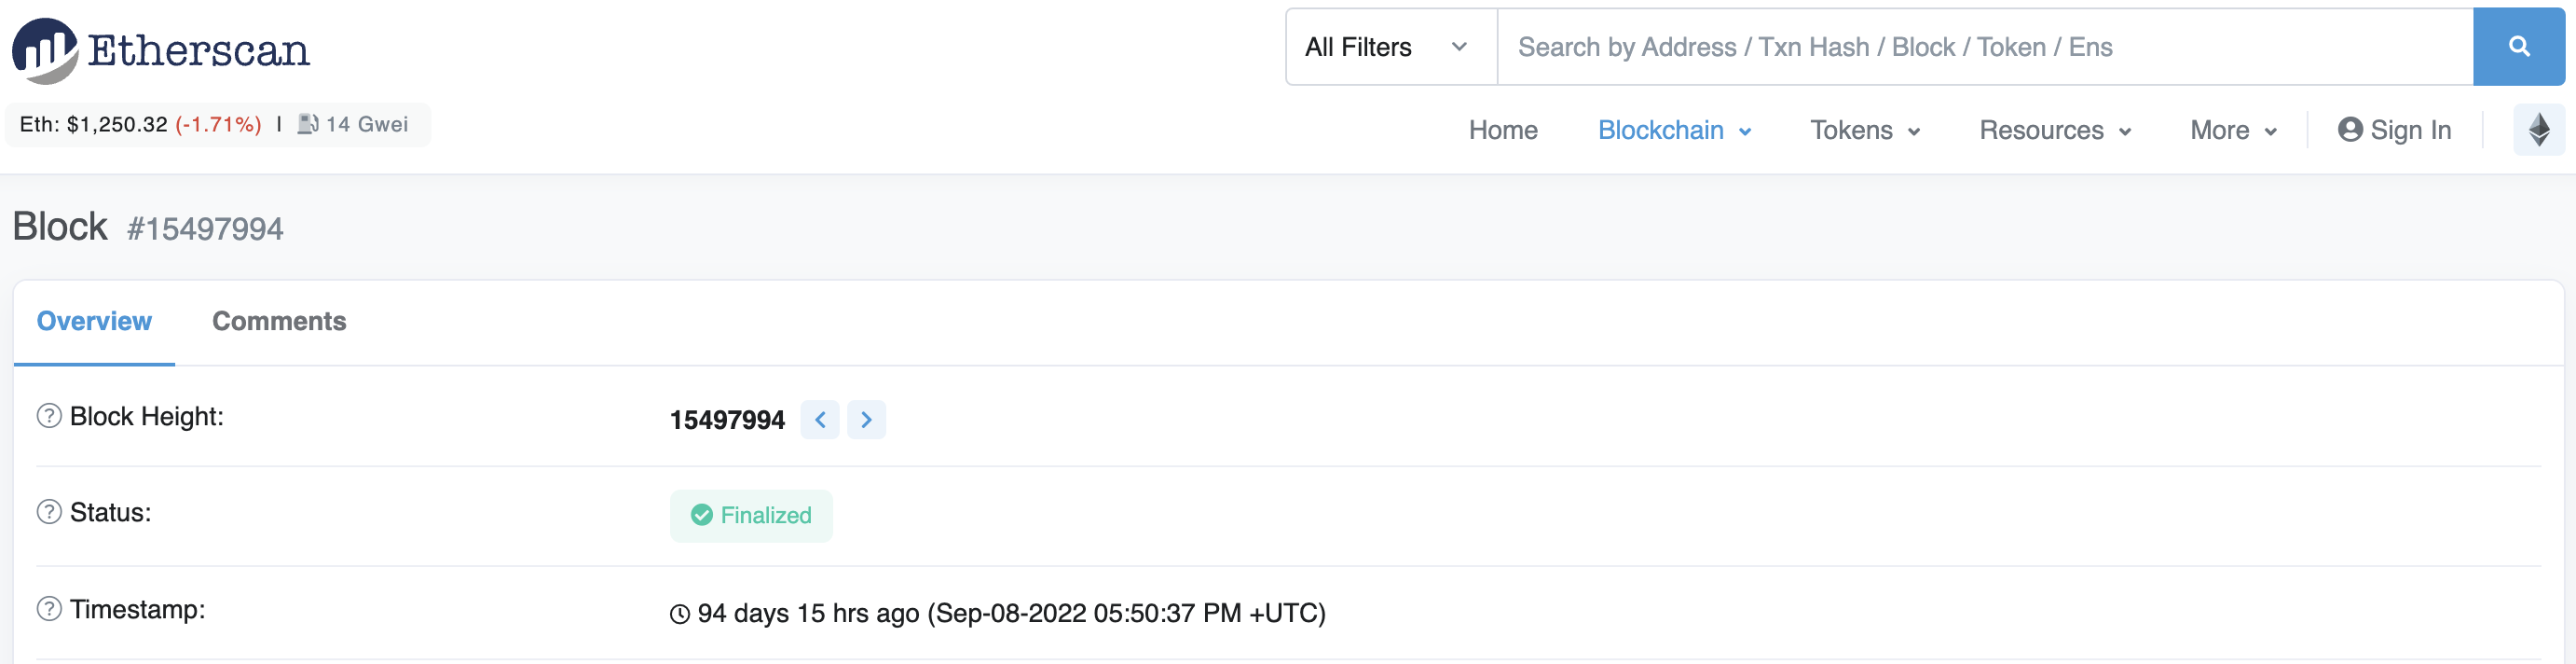 Etherscan
All Filters
Search by Address / Txn Hash / Block / Token / Ens
Eth: $1,250.32 (-1.71%) | 14 Gwei
Home Blockchain Tokens Resources More Sign In
Block #15497994
Overview Comments
? Block Height: 15497994
? Status: Finalized
? Timestamp: 94 days 15 hrs ago (Sep-08-2022 05:50:37 PM +UTC)